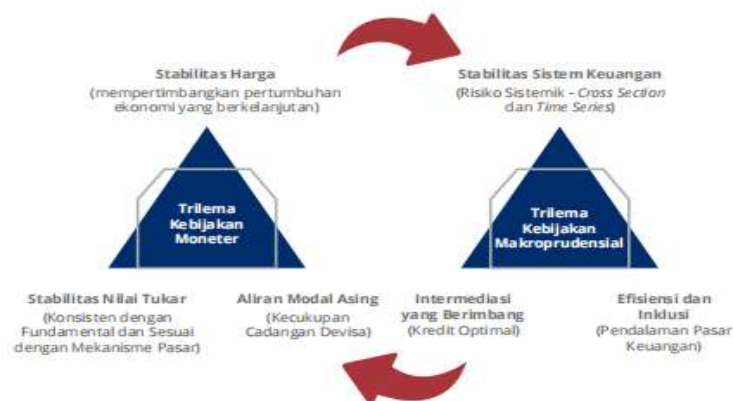 Stabilitas Harga
(mempertimbangkan pertumbuhan
ekonomi yang berkelanjutan)
Stabilitas Sistem Keuangan
(Risiko Sistemik - Cross Section
dan Time Series)
Trilema
Kebijakan
Moneter
Trilema
Kebijakan
Makroprudensial
Stabilitas Nilai Tukar
(Konsisten dengan
Fundamental dan Sesuai
dengan Mekanisme Pasar)
Aliran Modal Asing
(Kecukupan
Cadangan Devisa)
Intermediasi
yang Berimbang
(Kredit Optimal)
Efisiensi dan
Inklusi
(Pendalaman Pasar
Keuangan)